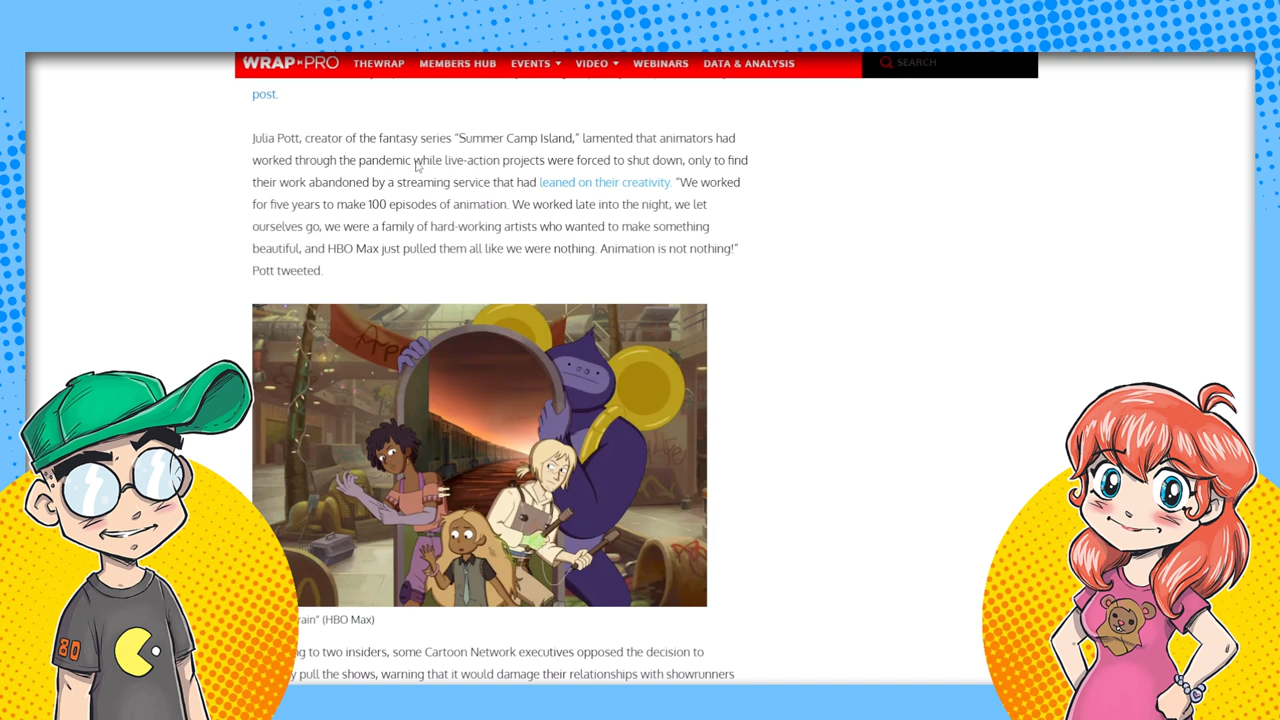 WRAP PRO THEWRAP MEMBERS HUB EVENTS VIDEO WEBINARS DATA & ANALYSIS SEARCH
post.
Julia Pott, creator of the fantasy series “Summer Camp Island,” lamented that animators had
worked through the pandemic while live-action projects were forced to shut down, only to find
their work abandoned by a streaming service that had leaned on their creativity. “We worked
for five years to make 100 episodes of animation. We worked late into the night, we let
ourselves go, we were a family of hard-working artists who wanted to make something
beautiful, and HBO Max just pulled them all like we were nothing. Animation is not nothing!”
Pott tweeted.
rain” (HBO Max)
ng to two insiders, some Cartoon Network executives opposed the decision to
y pull the shows, warning that it would damage their relationships with showrunners
80